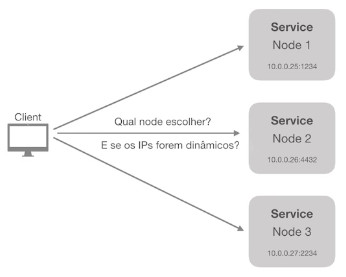 Service
Node 1
10.0.0.25:1234
Client
Qual node escolher?
E se os IPs forem dinâmicos?
Service
Node 2
10.0.0.26:4432
Service
Node 3
10.0.0.27:2234